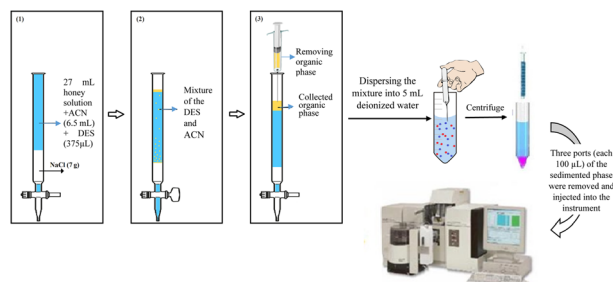 (1)
27 mL
honey
solution
+ACN
(6.5 mL)
+ DES
(375µL)
NaCl (7 g)
(2)
Mixture
of the
DES
and
ACN
(3)
Removing
organic
phase
Collected
organic
phase
Dispersing the
mixture into 5 mL
deionized water
Centrifuge
Three ports (each
100 µL) of the
sedimented phase
were removed and
injected into the
instrument